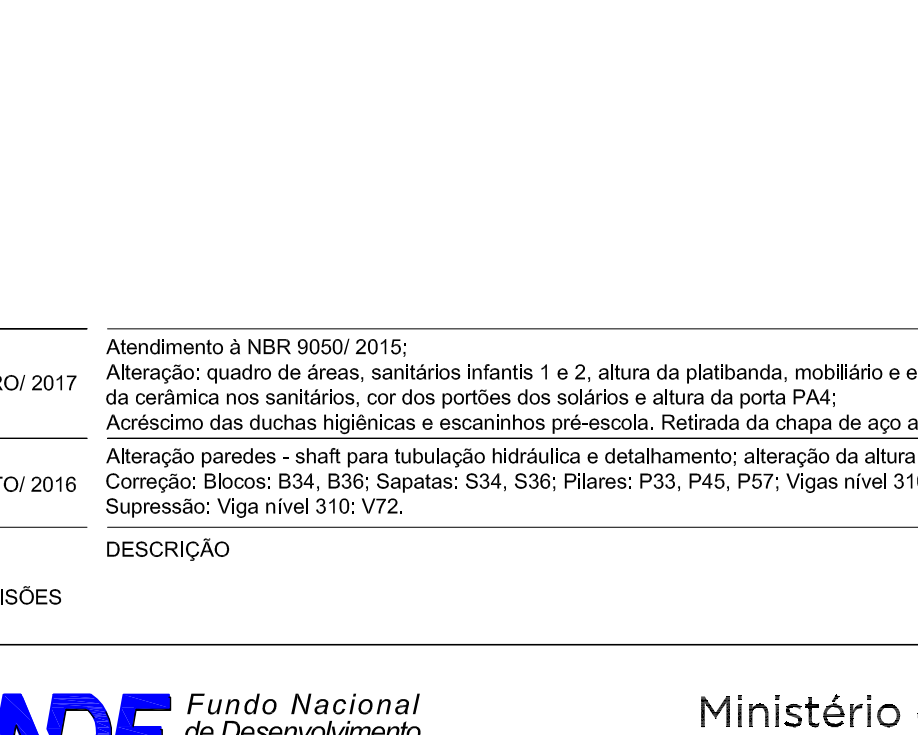 Atendimento à NBR 9050/ 2015;
Alteração: quadro de áreas, sanitários infantis 1 e 2, altura da platibanda, mobiliário e
2017
da cerâmica nos sanitários, cor dos portões dos solários e altura da porta PA4;
Acréscimo das duchas higiênicas e escaninhos pré-escola. Retirada da chapa de aço
Alteração paredes - shaft para tubulação hidráulica e detalhamento; alteração da altura
TO/ 2016
Correção: Blocos: B34, B36; Sapatas: S34, S36; Pilares: P33, P45, P57; Vigas nível
Supressão: Viga nível 310: V72.
DESCRIÇÃO
ISÕES
Fundo Nacional
de Desenvolvimento
Ministério